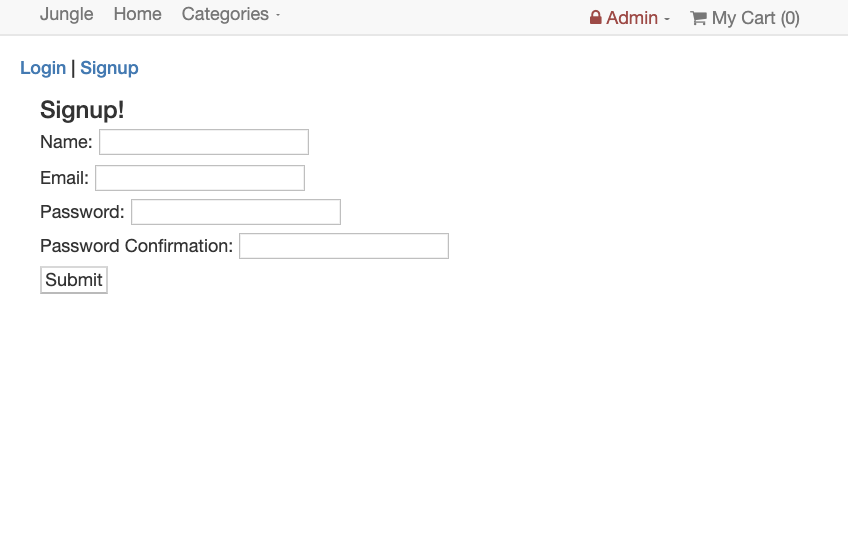 Jungle Home Categories Admin My Cart (0)
Login | Signup
Signup!
Name:
Email:
Password:
Password Confirmation:
Submit